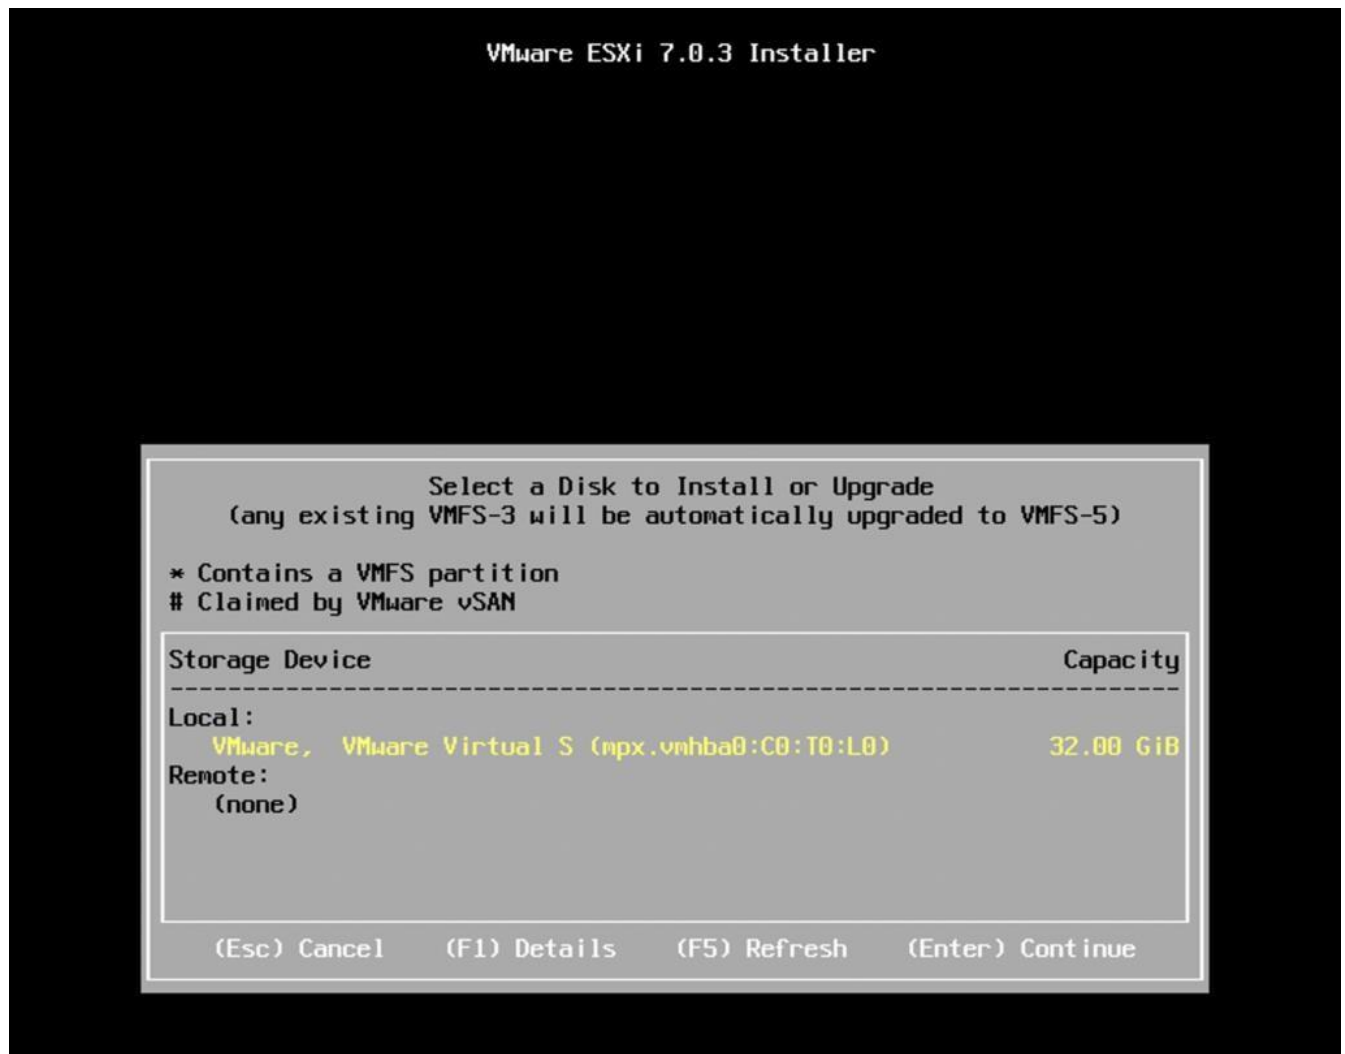 VMware ESXi 7.0.3 Installer
Select a Disk to Install or Upgrade
(any existing VMFS-3 will be automatically upgraded to VMFS-5)
* Contains a VMFS partition
# Claimed by VMware vSAN
Storage Device Capacity
--------------------------------------------------------------------
Local:
VMware,  VMware Virtual S (mpx.vmhba0:C0:T0:L0) 32.00 GiB
Remote:
(none)
(Esc) Cancel (F1) Details (F5) Refresh (Enter) Continue